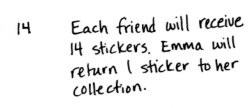 14 Each friend will receive
14 stickers. Emma will
return 1 sticker to her
collection.